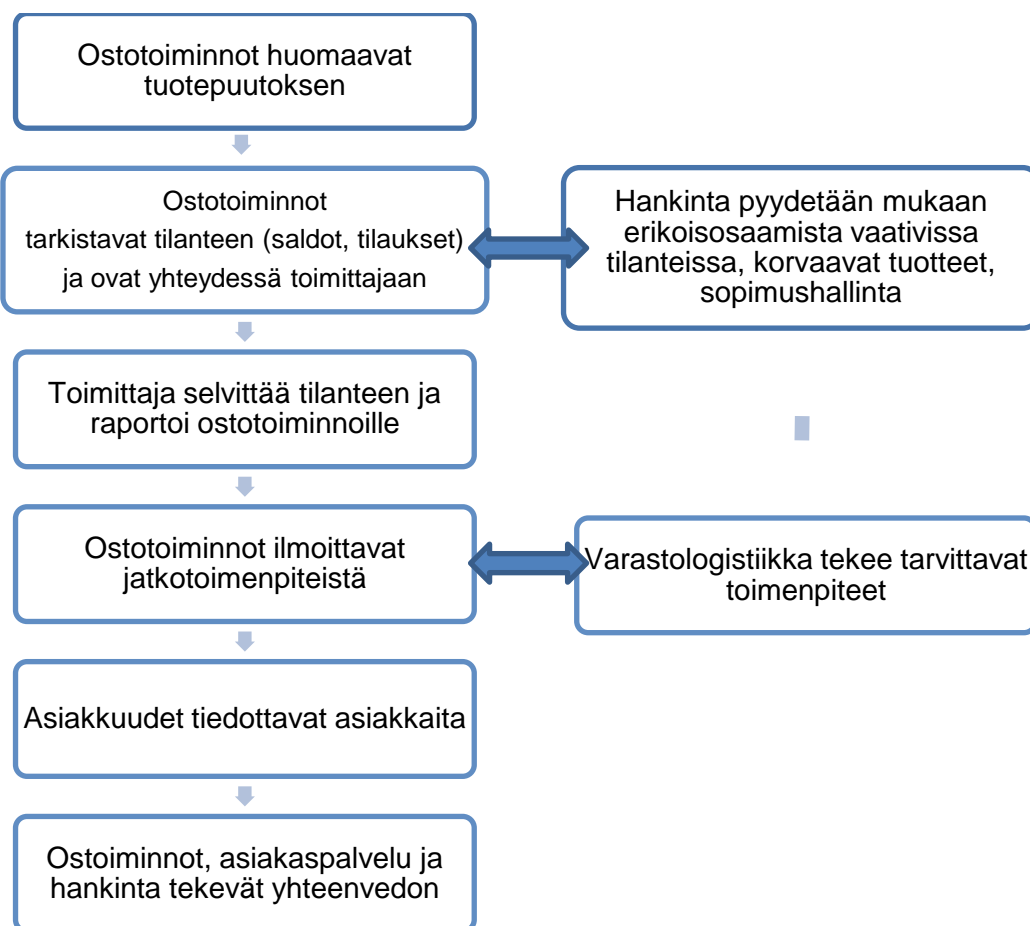 Ostotoiminnot huomaavat
tuotepuutoksen
Ostotoiminnot
tarkistavat tilanteen (saldot, tilaukset)
ja ovat yhteydessä toimittajaan
Hankinta pyydetään mukaan
erikoisosaamista vaativissa
tilanteissa, korvaavat tuotteet,
sopimushallinta
Toimittaja selvittää tilanteen ja
raportoi ostotoiminnoille
Ostotoiminnot ilmoittavat
jatkotoimenpiteistä
Varastologistiikka tekee tarvittavat
toimenpiteet
Asiakkuudet tiedottavat asiakkaita
Ostoiminnot, asiakaspalvelu ja
hankinta tekevät yhteenvedon